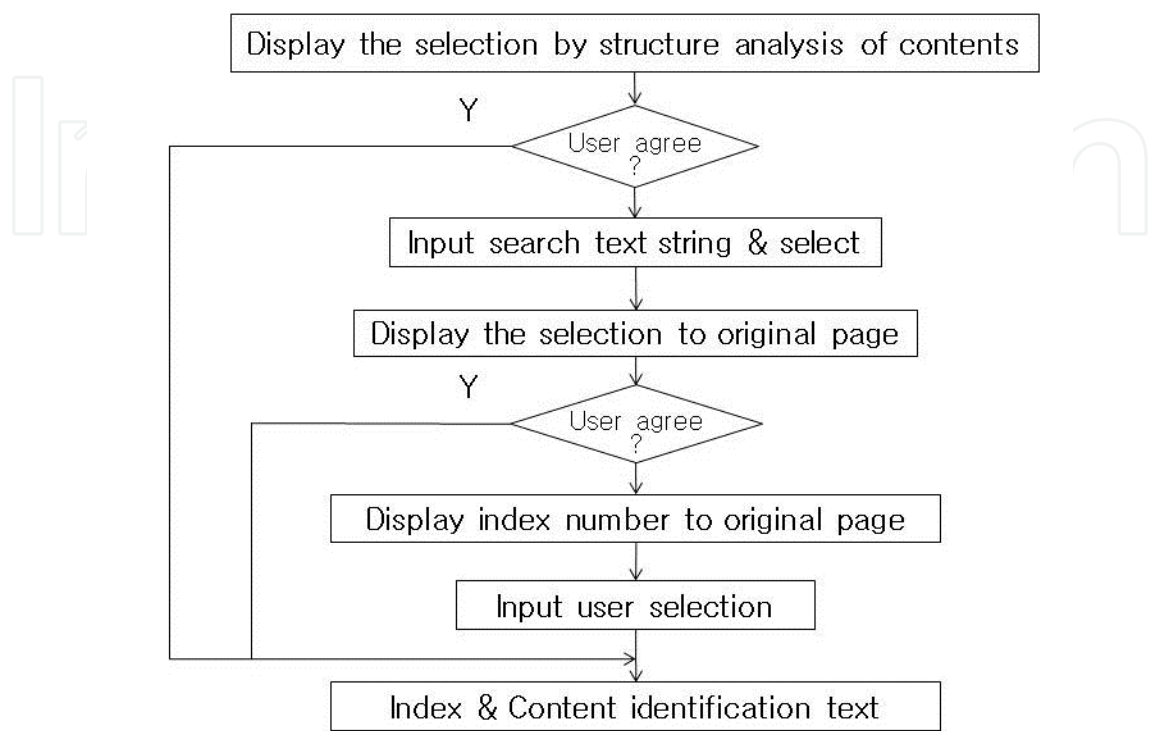 Display the selection by structure analysis of contents
Y
User agree
?
Input search text string & select
Display the selection to original page
Y
User agree
?
Display index number to original page
Input user selection
Index & Content identification text